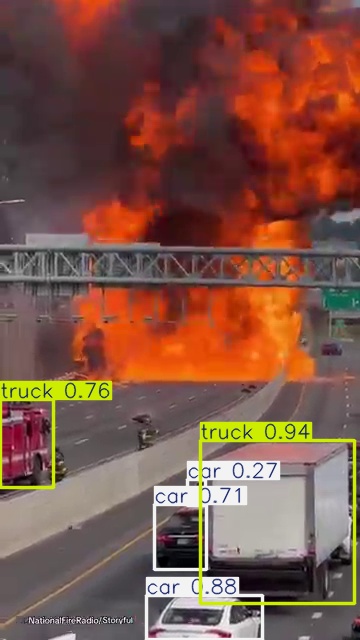 truck 0.76
truck 0.94
car 0.27
car 0.71
car 0.88
-NationalFireRadio/Storyful